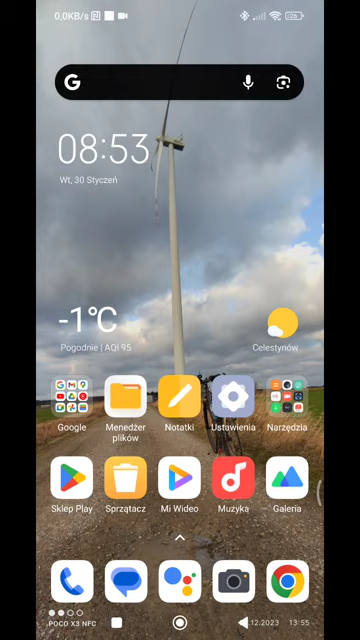 0,0KB/s
26
G
08:53
Wt, 30 Styczeń
-1°C
Pogodnie | AQI 95
Celestynów
Google
Menedżer
plików
Notatki
Ustawienia
Narzędzia
Sklep Play
Sprzątacz
Mi Wideo
Muzyka
Galeria
POCO X3 NFC
12.2023 13:55